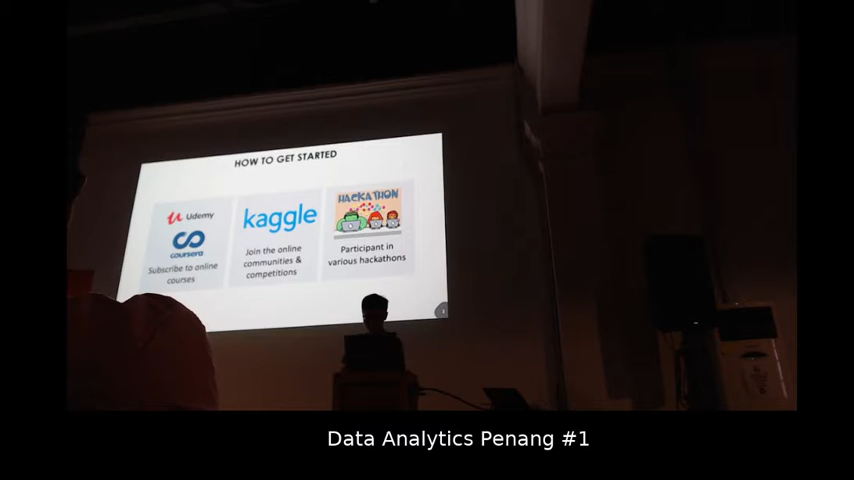 HOW TO GET STARTED
Udemy
coursera
Subscribe to online
courses
kaggle
Join the online
communities &
competitions
HACKATHON
Participant in
various hackathons
Data Analytics Penang #1